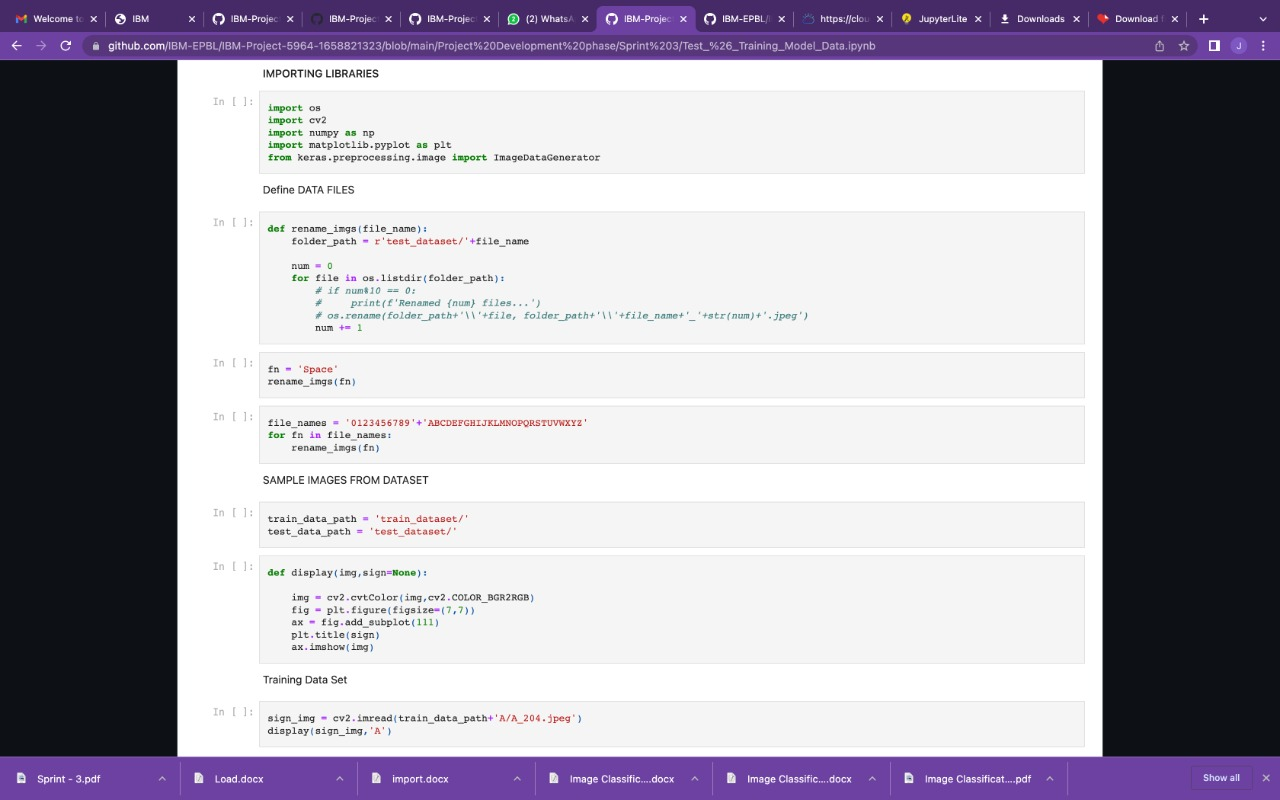 Welcome to
IBM
IBM-Project
IBM-Project
IBM-Project
(2) WhatsA
IBM-Project
IBM-EPBL/I
https://clou
JupyterLite
Downloads
Download f
github.com/IBM-EPBL/IBM-Project-5964-1658821323/blob/main/Project%20Development%20phase/Sprint%203/Test_%26_Training_Model_Data.ipynb
J
IMPORTING LIBRARIES
In [ ]:
import os
import cv2
import numpy as np
import matplotlib.pyplot as plt
from keras.preprocessing.image import ImageDataGenerator
Define DATA FILES
In [ ]:
def rename_imgs(file_name):
    folder_path = r'test_dataset/'+file_name
    num = 0
    for file in os.listdir(folder_path):
        # if num%10 == 0:
        #     print(f'Renamed {num} files...')
        # os.rename(folder_path+'\\'+file, folder_path+'\\'+file_name+'_'+str(num)+'.jpeg')
        num += 1
In [ ]:
fn = 'Space'
rename_imgs(fn)
In [ ]:
file_names = '0123456789'+'ABCDEFGHIJKLMNOPQRSTUVWXYZ'
for fn in file_names:
    rename_imgs(fn)
SAMPLE IMAGES FROM DATASET
In [ ]:
train_data_path = 'train_dataset/'
test_data_path = 'test_dataset/'
In [ ]:
def display(img,sign=None):
    img = cv2.cvtColor(img,cv2.COLOR_BGR2RGB)
    fig = plt.figure(figsize=(7,7))
    ax = fig.add_subplot(111)
    plt.title(sign)
    ax.imshow(img)
Training Data Set
In [ ]:
sign_img = cv2.imread(train_data_path+'A/A_204.jpeg')
display(sign_img,'A')
Sprint - 3.pdf
Load.docx
import.docx
Image Classific....docx
Image Classific....docx
Image Classificat....pdf
Show all